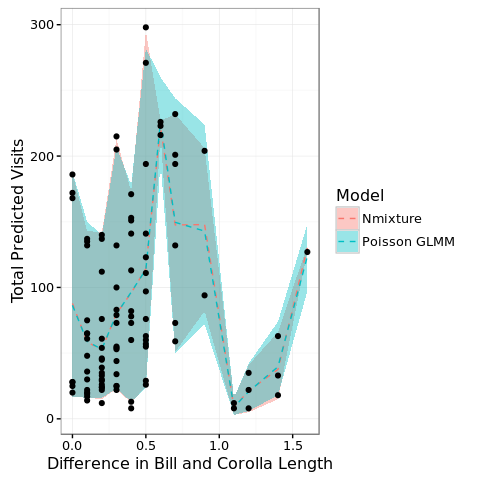 300
200
100
0
Total Predicted Visits
0.0 0.5 1.0 1.5
Difference in Bill and Corolla Length
Model
Nmixture
Poisson GLMM